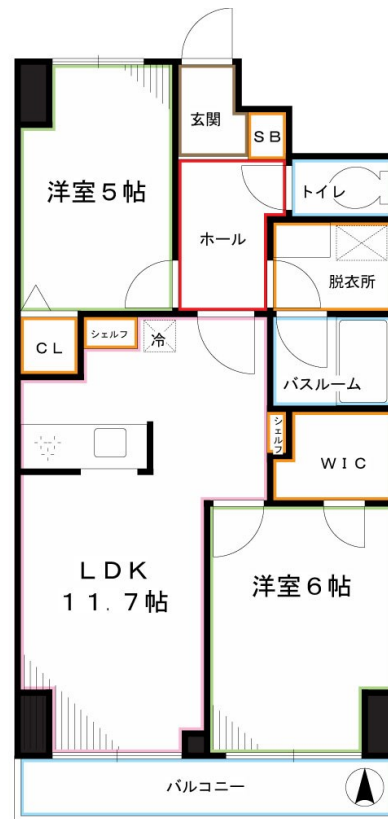 玄関
SB
洋室5帖
トイレ
ホール
脱衣所
シェルフ
冷
CL
バスルーム
シェルフ
WIC
LDK
11.7帖
洋室6帖
バルコニー